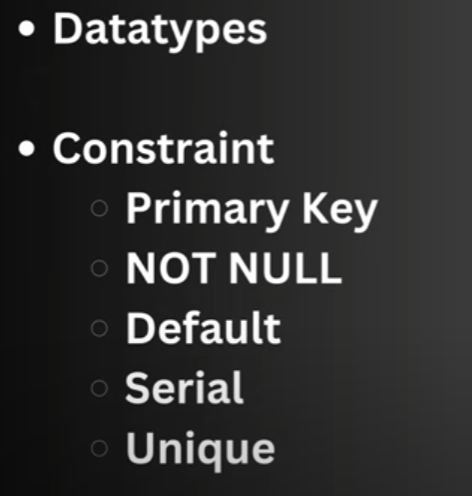 • Datatypes
• Constraint
○ Primary Key
○ NOT NULL
○ Default
○ Serial
○ Unique